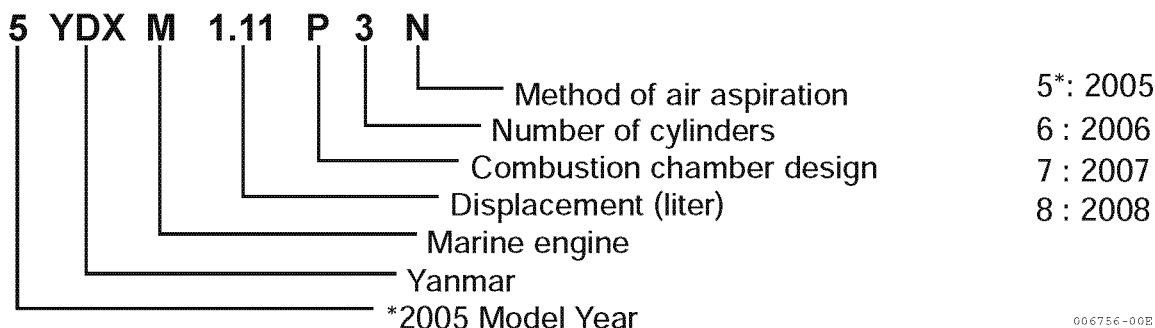 5 YDX M 1.11 P 3 N
Method of air aspiration
Number of cylinders
Combustion chamber design
Displacement (liter)
Marine engine
Yanmar
*2005 Model Year
5*: 2005
6 : 2006
7 : 2007
8 : 2008
006756-00E